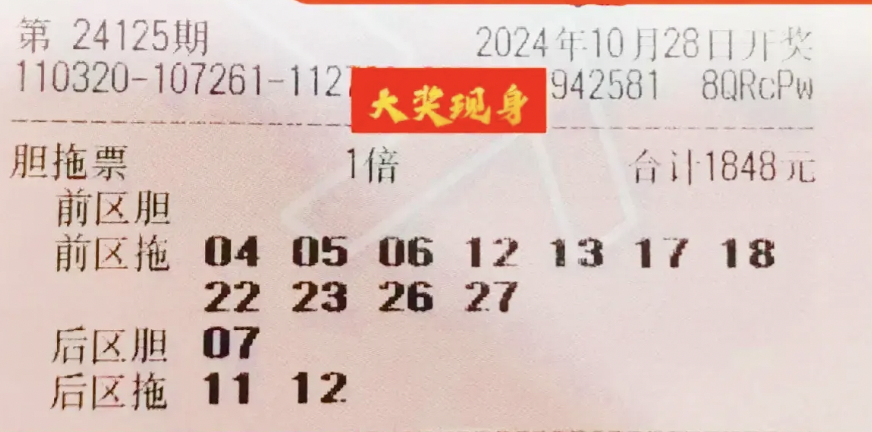 第 24125期 2024年10月28日开奖
110320-107261-112 942581 8QRcPw
大奖现身
胆拖票 1倍 合计1848元
前区胆
前区拖 04 05 06 12 13 17 18
22 23 26 27
后区胆 07
后区拖 11 12